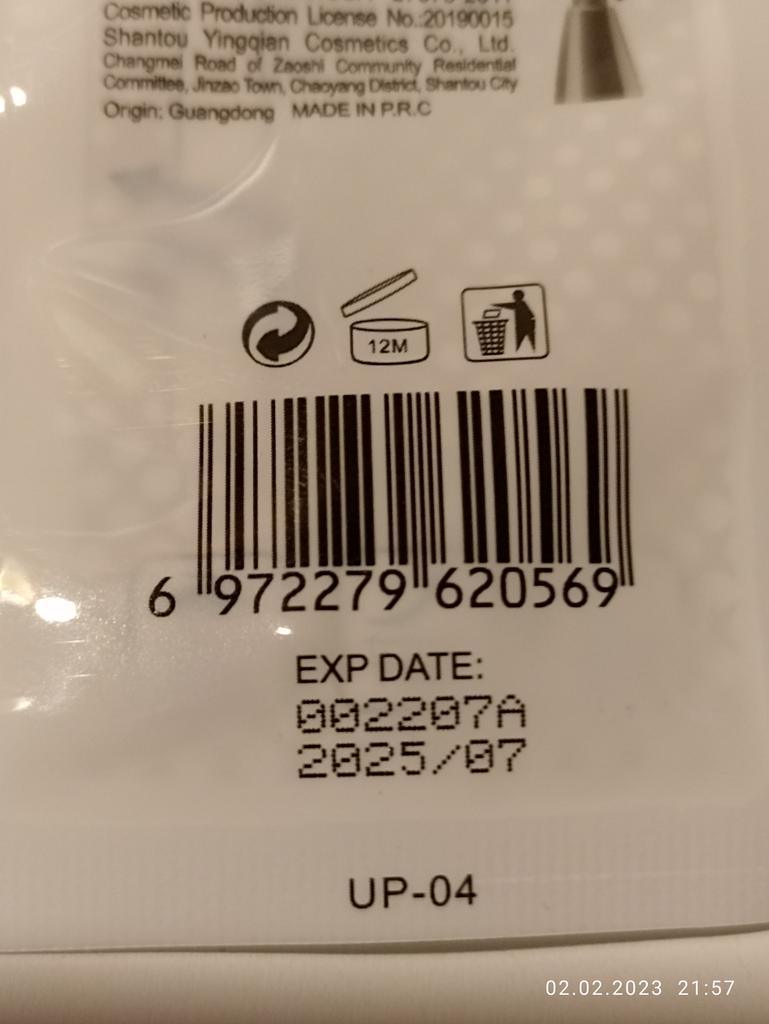 Cosmetic Production License No.:20190015
Shantou Yingqian Cosmetics Co., Ltd.
Changmei Road of Zaoshi Community Residential
Committee, Jinzao Town, Chaoyang District, Shantou City
Origin: Guangdong MADE IN P.R.C
12M
6 972279 620569
EXP DATE:
002207A
2025/07
UP-04
02.02.2023 21:57